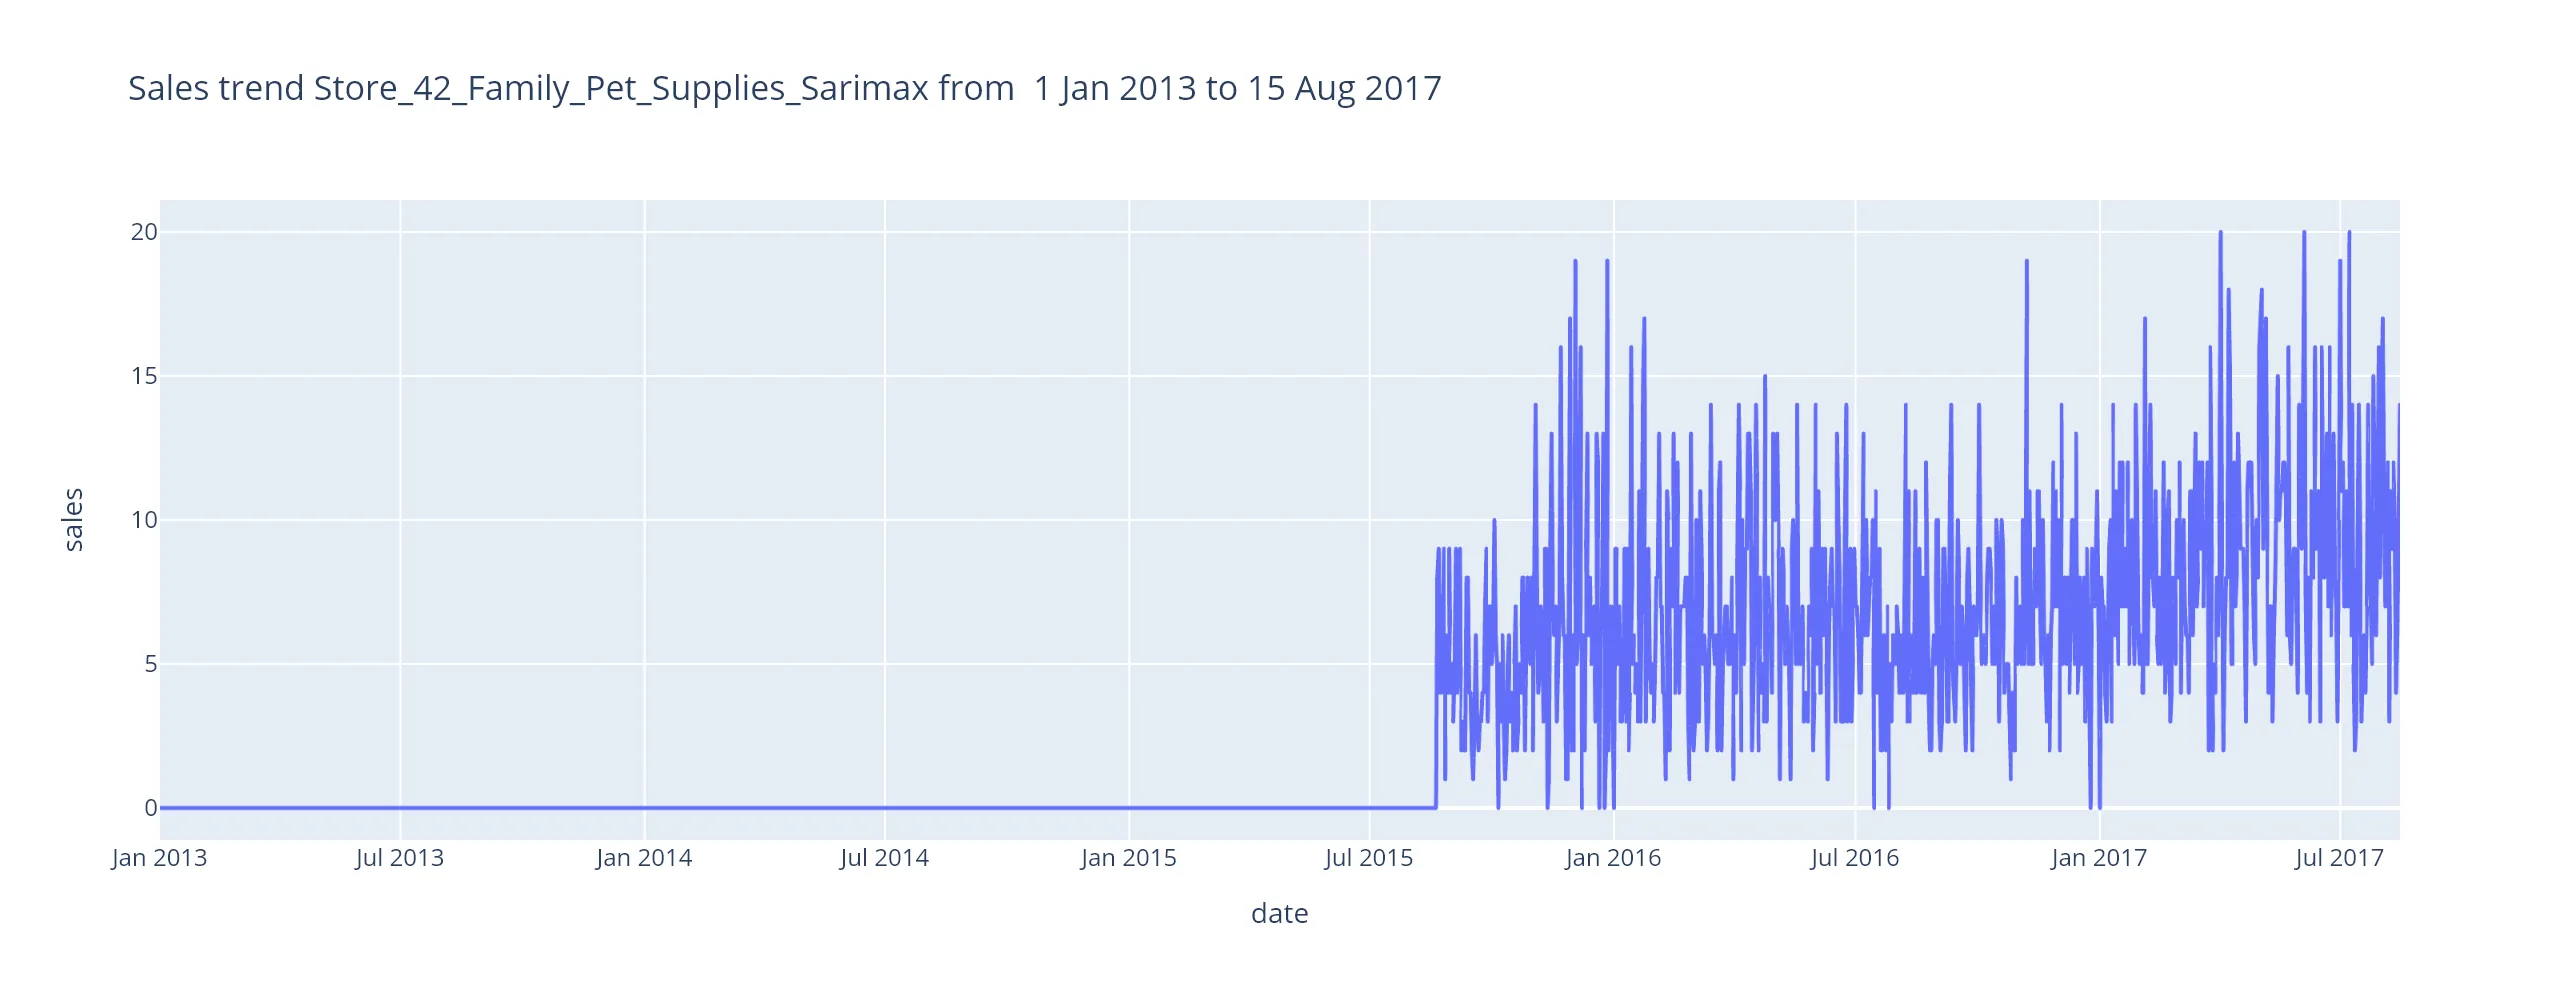 Sales trend Store_42_Family_Pet_Supplies_Sarimax from  1 Jan 2013 to 15 Aug 2017
20
15
10
5
0
sales
Jan 2013
Jul 2013
Jan 2014
Jul 2014
Jan 2015
Jul 2015
Jan 2016
Jul 2016
Jan 2017
Jul 2017
date